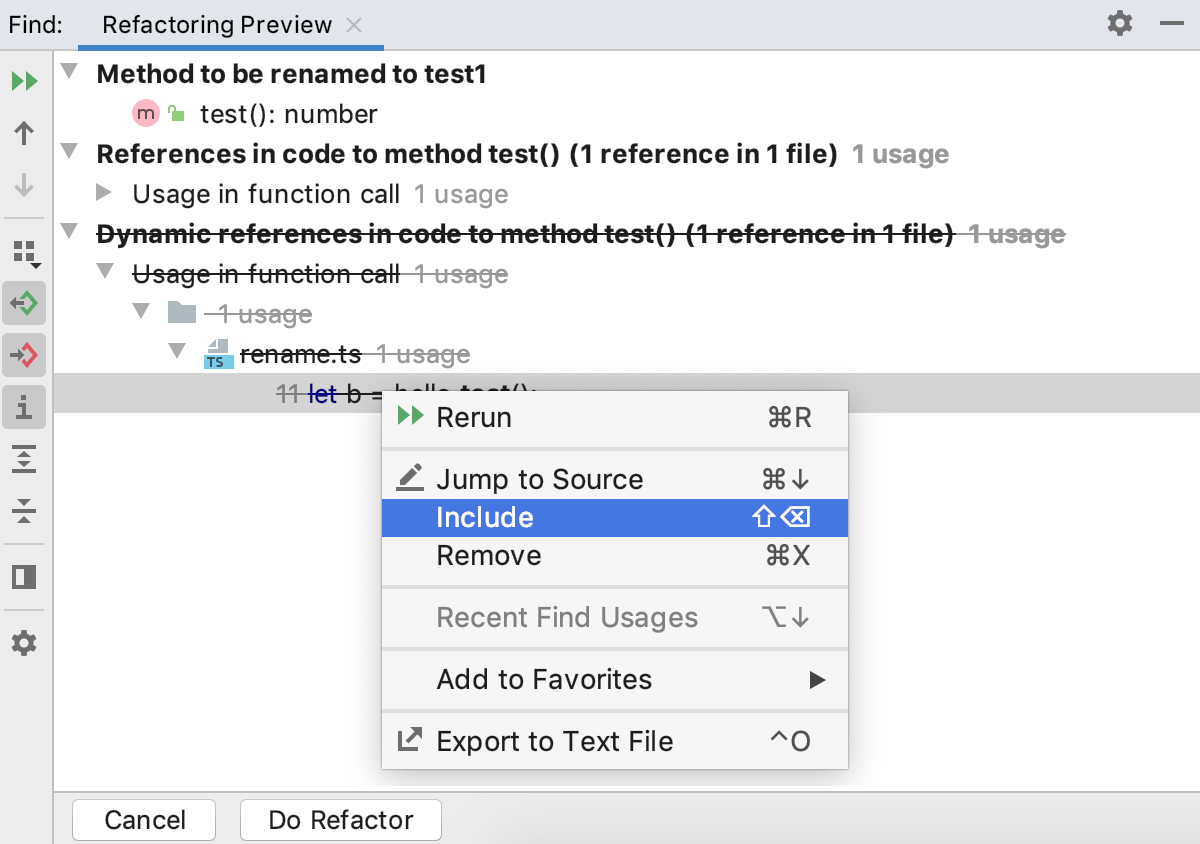 Find: Refactoring Preview
Method to be renamed to test1
m test(): number
References in code to method test() (1 reference in 1 file) 1 usage
Usage in function call 1 usage
Dynamic references in code to method test() (1 reference in 1 file) 1 usage
Usage in function call 1 usage
1 usage
TS rename.ts 1 usage
11 let b = hello.test();
Rerun ⌘R
Jump to Source ⌘↓
Include ⇧⌫
Remove ⌘X
Recent Find Usages ⌥↓
Add to Favorites
Export to Text File ^O
Cancel Do Refactor